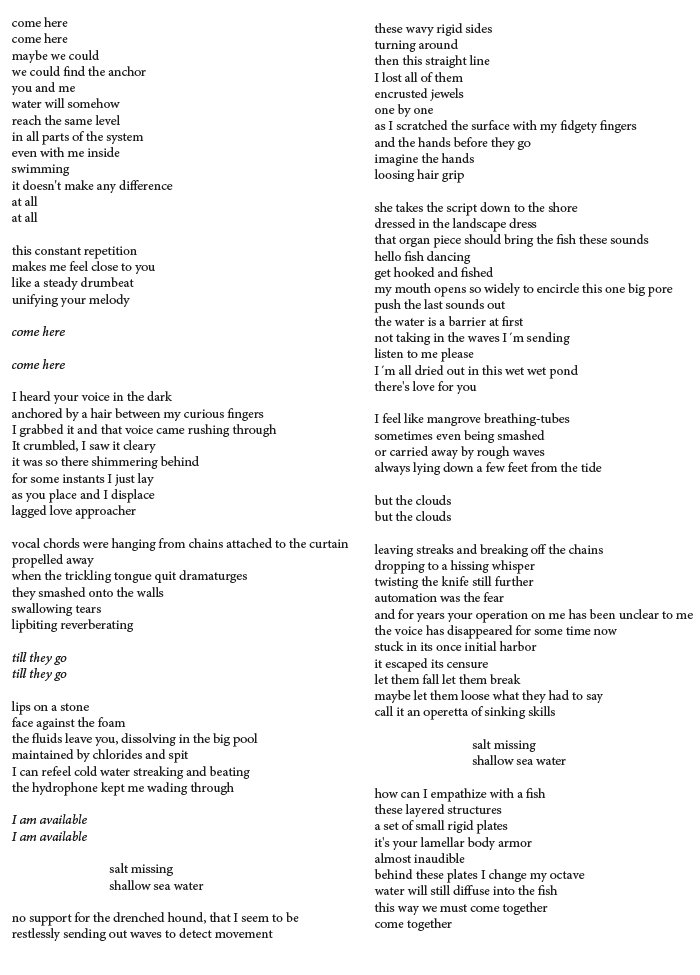 come here
come here
maybe we could
we could find the anchor
you and me
water will somehow
reach the same level
in all parts of the system
even with me inside
swimming
it doesn't make any difference
at all
at all
this constant repetition
makes me feel close to you
like a steady drumbeat
unifying your melody
come here
come here
I heard your voice in the dark
anchored by a hair between my curious fingers
I grabbed it and that voice came rushing through
It crumbled, I saw it cleary
it was so there shimmering behind
for some instants I just lay
as you place and I displace
lagged love approacher
vocal chords were hanging from chains attached to the curtain
propelled away
when the trickling tongue quit dramaturges
they smashed onto the walls
swallowing tears
lipbiting reverberating
till they go
till they go
lips on a stone
face against the foam
the fluids leave you, dissolving in the big pool
maintained by chlorides and spit
I can refeel cold water streaking and beating
the hydrophone kept me wading through
I am available
I am available
salt missing
shallow sea water
no support for the drenched hound, that I seem to be
restlessly sending out waves to detect movement
these wavy rigid sides
turning around
then this straight line
I lost all of them
encrusted jewels
one by one
as I scratched the surface with my fidgety fingers
and the hands before they go
imagine the hands
loosing hair grip
she takes the script down to the shore
dressed in the landscape dress
that organ piece should bring the fish these sounds
hello fish dancing
get hooked and fished
my mouth opens so widely to encircle this one big pore
push the last sounds out
the water is a barrier at first
not taking in the waves I´m sending
listen to me please
I´m all dried out in this wet wet pond
there's love for you
I feel like mangrove breathing-tubes
sometimes even being smashed
or carried away by rough waves
always lying down a few feet from the tide
but the clouds
but the clouds
leaving streaks and breaking off the chains
dropping to a hissing whisper
twisting the knife still further
automation was the fear
and for years your operation on me has been unclear to me
the voice has disappeared for some time now
stuck in its once initial harbor
it escaped its censure
let them fall let them break
maybe let them loose what they had to say
call it an operetta of sinking skills
salt missing
shallow sea water
how can I empathize with a fish
these layered structures
a set of small rigid plates
it's your lamellar body armor
almost inaudible
behind these plates I change my octave
water will still diffuse into the fish
this way we must come together
come together